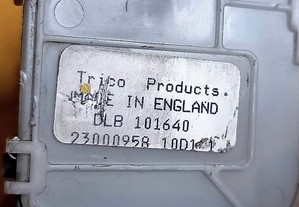 Trico Products.
MADE IN ENGLAND
DLB 101640
23000958